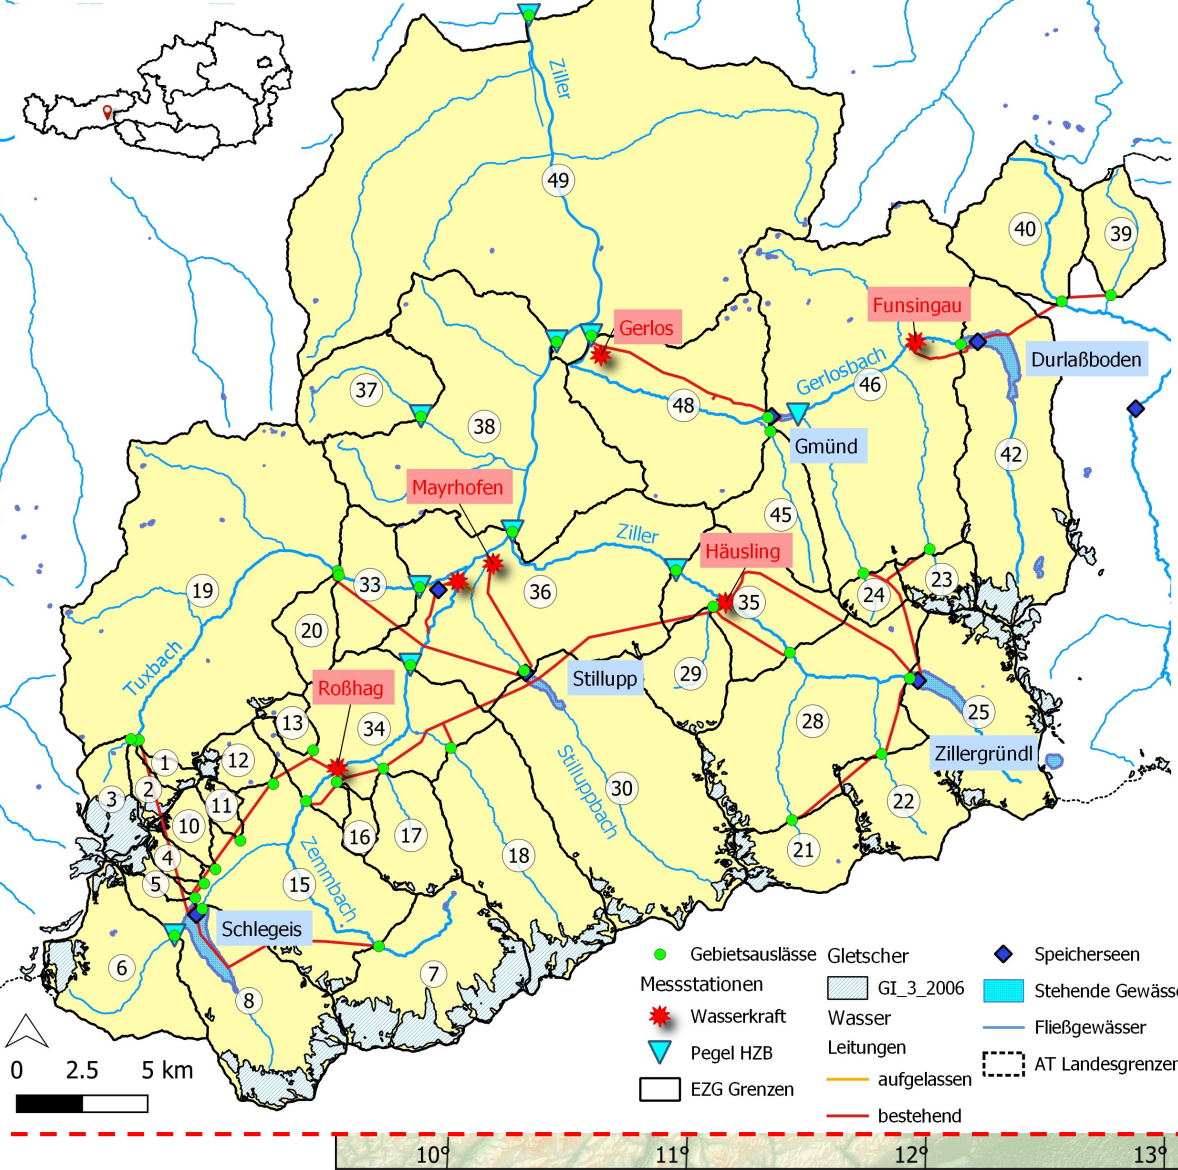 Ziller
49
40
39
Funsingau
Gerlos
Durlaßboden
Gerlosbach
46
37
48
38
Gmünd
42
Mayrhofen
45
Ziller
Häusling
19
33
36
23
24
35
20
Tuxbach
Stillupp
29
Roßhag
25
13
34
28
Zillergründl
1
12
2
3
11
Stilluppbach
30
22
10
16
17
21
4
18
5
15
Zemmbach
Schlegeis
6
7
8
Gebietsauslässe
Messstationen
Wasserkraft
Pegel HZB
EZG Grenzen
Gletscher
GI_3_2006
Wasser
Leitungen
aufgelassen
bestehend
Speicherseen
Stehende Gewässe
Fließgewässer
AT Landesgrenzen
0 2.5 5 km
10° 11° 12° 13°